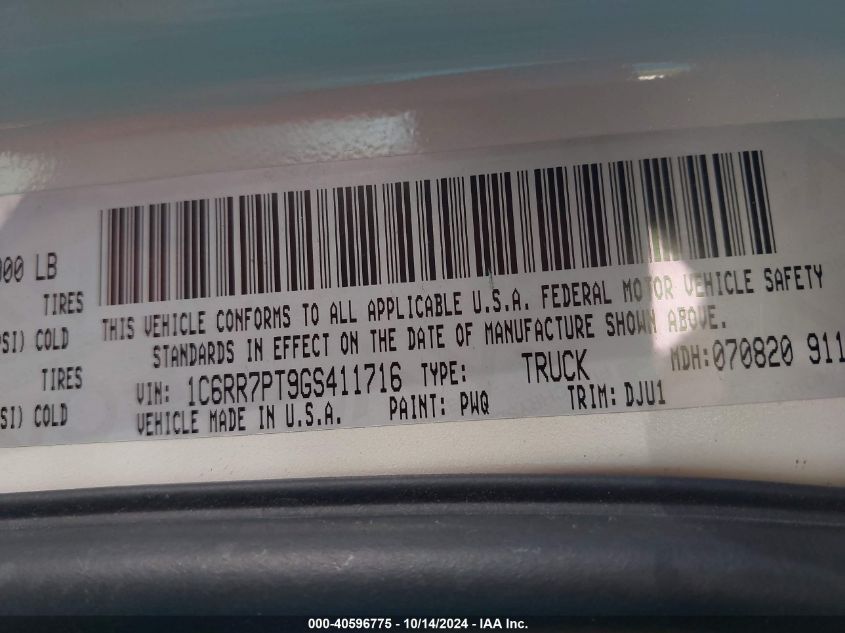 000 LB
TIRES
THIS VEHICLE CONFORMS TO ALL APPLICABLE U.S.A. FEDERAL MOTOR VEHICLE SAFETY
SI) COLD
STANDARDS IN EFFECT ON THE DATE OF MANUFACTURE SHOWN ABOVE.
TIRES
VIN: 1C6RR7PT9GS411716 TYPE: TRUCK MDH:070820 911
SI) COLD
VEHICLE MADE IN U.S.A. PAINT: PWQ TRIM: DJU1
000-40596775 - 10/14/2024 - IAA Inc.